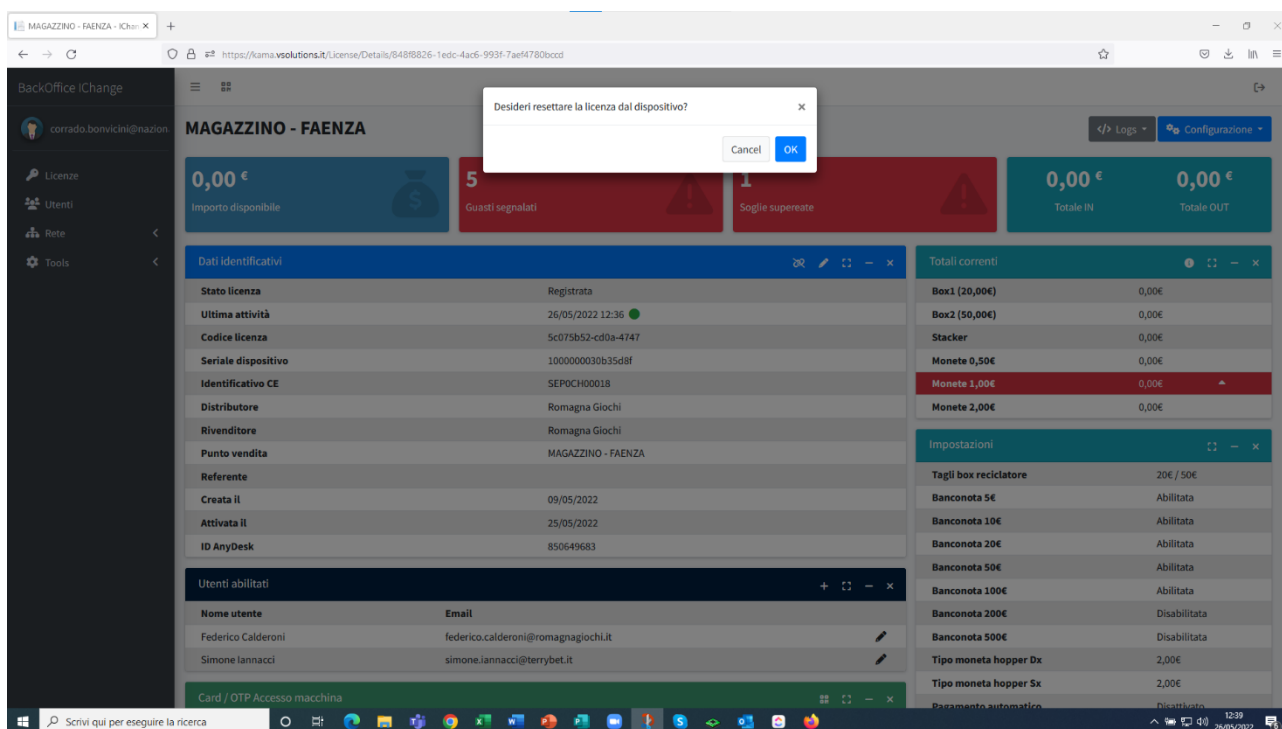 MAGAZZINO - FAENZA - IChan
https://kama.vsolutions.it/License/Details/848f8826-1edc-4ac6-993f-7aef4780bccd
BackOffice IChange
Desideri resettare la licenza dal dispositivo?
Cancel OK
corrado.bonvicini@nazion
MAGAZZINO - FAENZA
</> Logs Configurazione
Licenze
Utenti
Rete
Tools
0,00 €
Importo disponibile
5
Guasti segnalati
1
Soglie supereate
0,00 €
Totale IN
0,00 €
Totale OUT
Dati identificativi
Stato licenza Registrata
Ultima attività 26/05/2022 12:36
Codice licenza 5c075b52-cd0a-4747
Seriale dispositivo 1000000030b35d8f
Identificativo CE SEP0CH00018
Distributore Romagna Giochi
Rivenditore Romagna Giochi
Punto vendita MAGAZZINO - FAENZA
Referente
Creata il 09/05/2022
Attivata il 25/05/2022
ID AnyDesk 850649683
Utenti abilitati
Nome utente Email
Federico Calderoni federico.calderoni@romagnagiochi.it
Simone Iannacci simone.iannacci@terrybet.it
Card / OTP Accesso macchina
Totali correnti
Box1 (20,00€) 0,00€
Box2 (50,00€) 0,00€
Stacker 0,00€
Monete 0,50€ 0,00€
Monete 1,00€ 0,00€
Monete 2,00€ 0,00€
Impostazioni
Tagli box reciclatore 20€ / 50€
Banconota 5€ Abilitata
Banconota 10€ Abilitata
Banconota 20€ Abilitata
Banconota 50€ Abilitata
Banconota 100€ Abilitata
Banconota 200€ Disabilitata
Banconota 500€ Disabilitata
Tipo moneta hopper Dx 2,00€
Tipo moneta hopper Sx 2,00€
Pagamento automatico Disattivato
Scrivi qui per eseguire la ricerca
12:39
26/05/2022